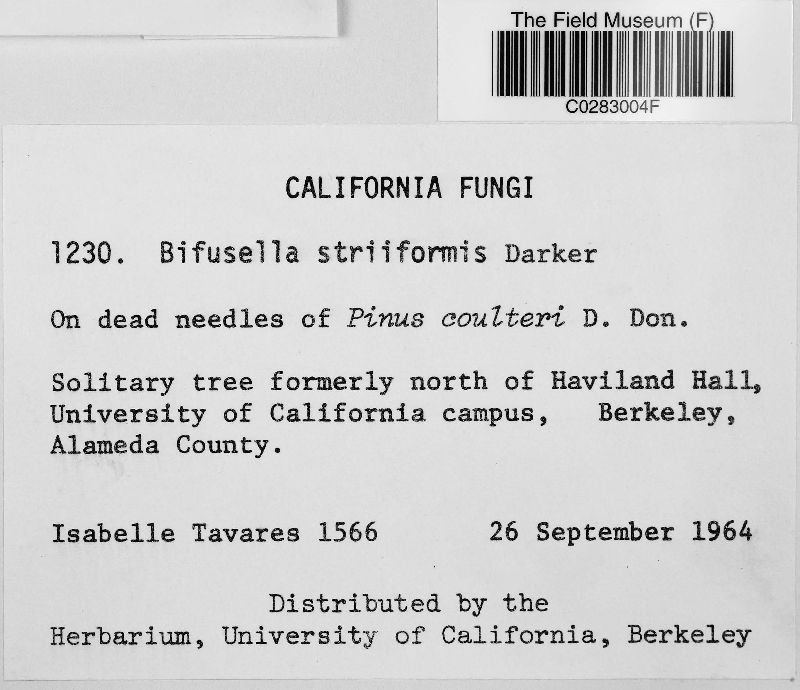 The Field Museum (F)
C0283004F
CALIFORNIA FUNGI
1230. Bifusella striiformis Darker
On dead needles of Pinus coulteri D. Don.
Solitary tree formerly north of Haviland Hall,
University of California campus, Berkeley,
Alameda County.
Isabelle Tavares 1566 26 September 1964
Distributed by the
Herbarium, University of California, Berkeley